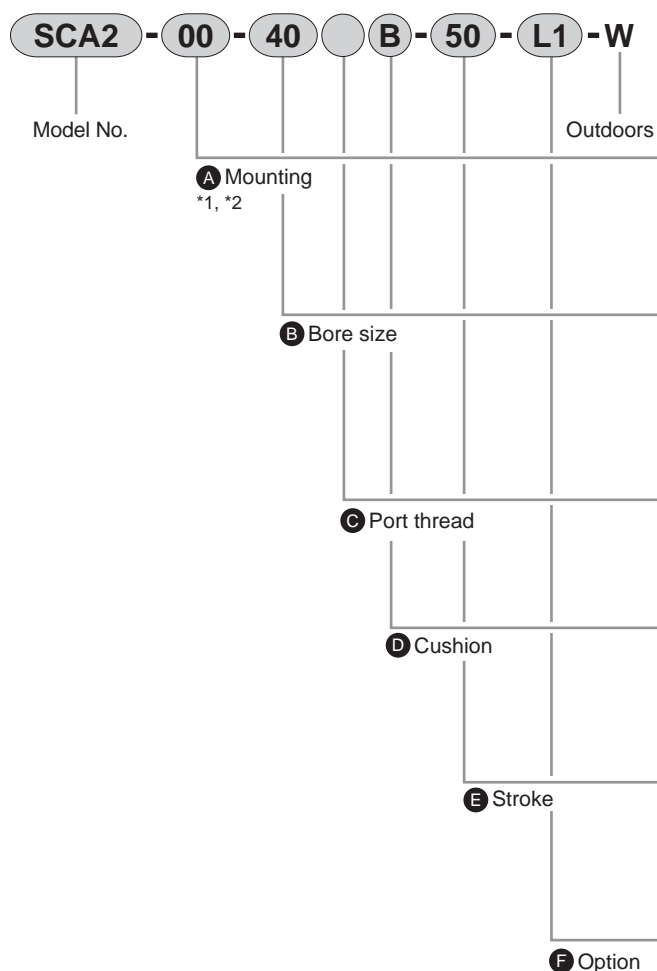 SCA2 - 00 - 40 B - 50 - L1 - W
Model No.
Outdoors
A Mounting
*1, *2
B Bore size
C Port thread
D Cushion
E Stroke
F Option